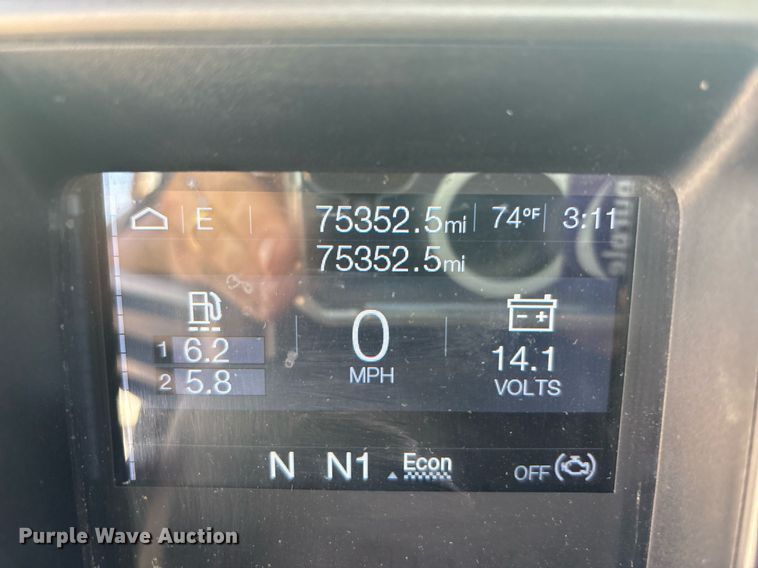 E 75352.5mi 74°F 3:11
75352.5mi
1 6.2
2 5.8
0
MPH
- +
14.1
VOLTS
N N1 Econ OFF
purple
Purple Wave Auction